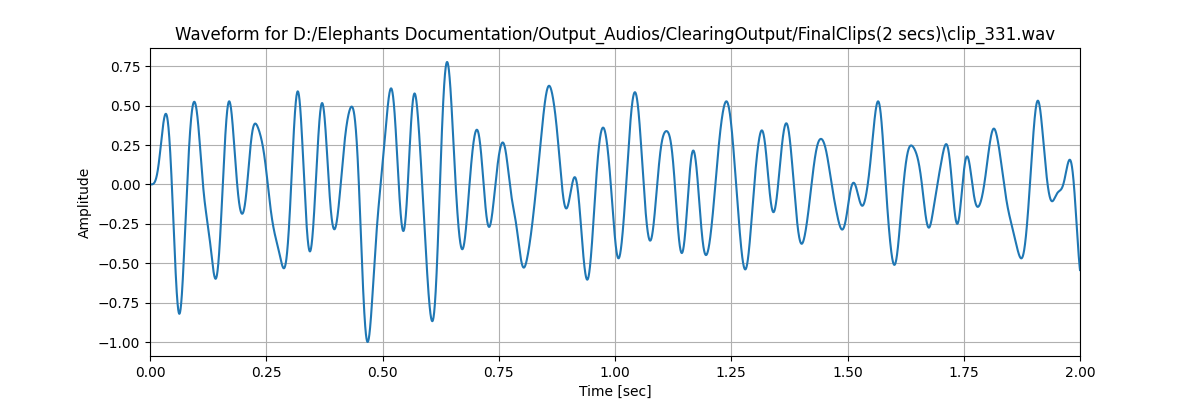 Waveform for D:/Elephants Documentation/Output_Audios/ClearingOutput/FinalClips(2 secs)\clip_331.wav
0.75
0.50
0.25
0.00
−0.25
−0.50
−0.75
−1.00
Amplitude
0.00 0.25 0.50 0.75 1.00 1.25 1.50 1.75 2.00
Time [sec]